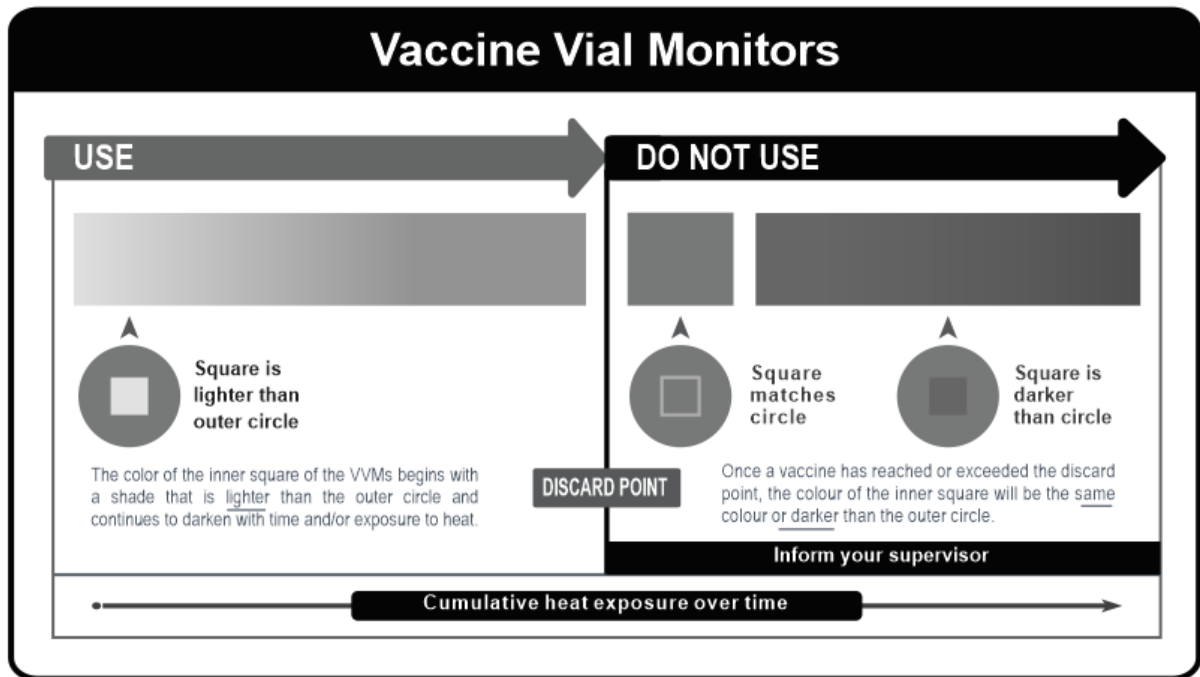 Vaccine Vial Monitors
USE
DO NOT USE
Square is
lighter than
outer circle
Square
matches
circle
Square is
darker
than circle
The color of the inner square of the VVMs begins with
a shade that is lighter than the outer circle and
continues to darken with time and/or exposure to heat.
DISCARD POINT
Once a vaccine has reached or exceeded the discard
point, the colour of the inner square will be the same
colour or darker than the outer circle.
Inform your supervisor
Cumulative heat exposure over time